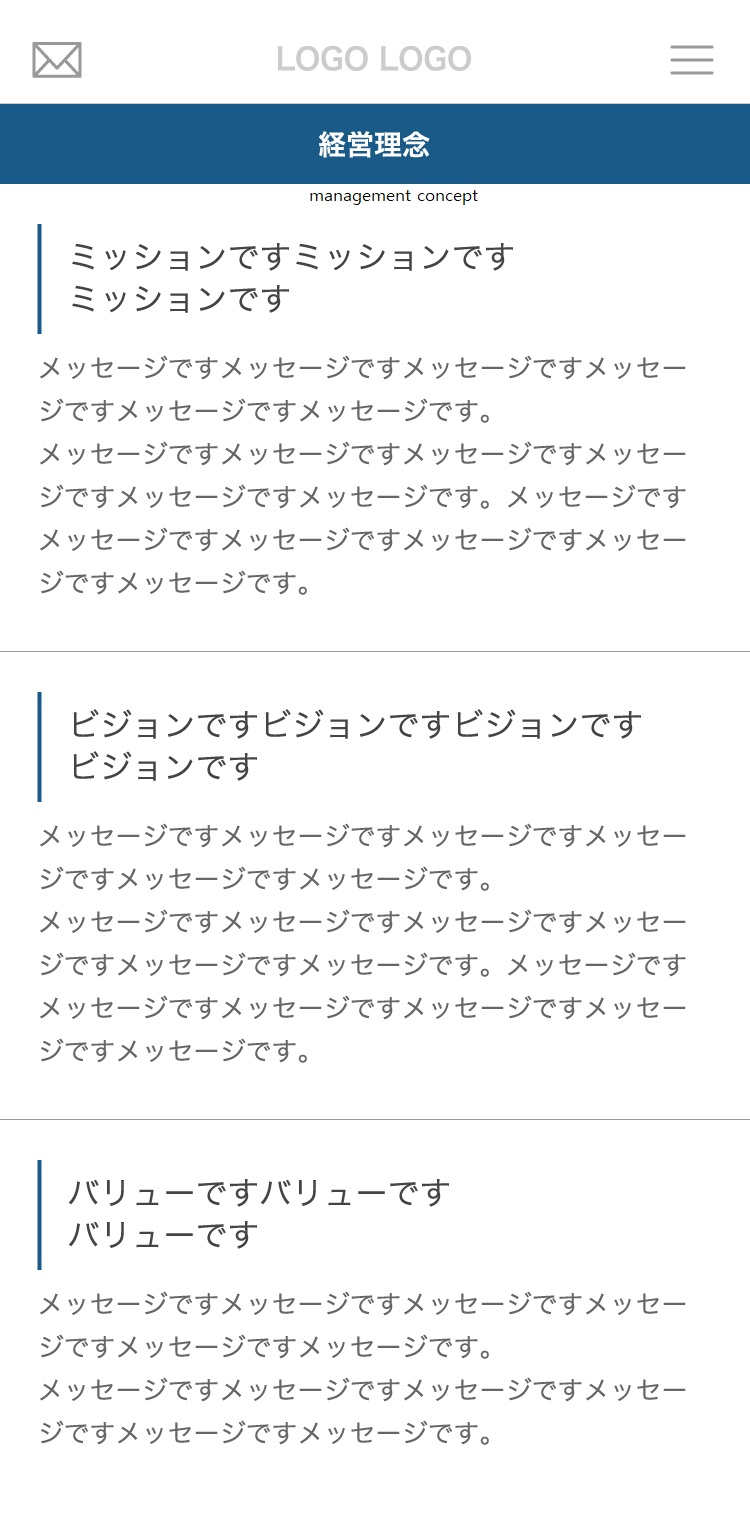 LOGO LOGO
経営理念
management concept
ミッションですミッションです
ミッションです
メッセージですメッセージですメッセージですメッセー
ジですメッセージですメッセージです。
メッセージですメッセージですメッセージですメッセー
ジですメッセージですメッセージです。メッセージです
メッセージですメッセージですメッセージですメッセー
ジですメッセージです。
ビジョンですビジョンですビジョンです
ビジョンです
メッセージですメッセージですメッセージですメッセー
ジですメッセージですメッセージです。
メッセージですメッセージですメッセージですメッセー
ジですメッセージですメッセージです。メッセージです
メッセージですメッセージですメッセージですメッセー
ジですメッセージです。
バリューですバリューです
バリューです
メッセージですメッセージですメッセージですメッセー
ジですメッセージですメッセージです。
メッセージですメッセージですメッセージですメッセー
ジですメッセージですメッセージです。